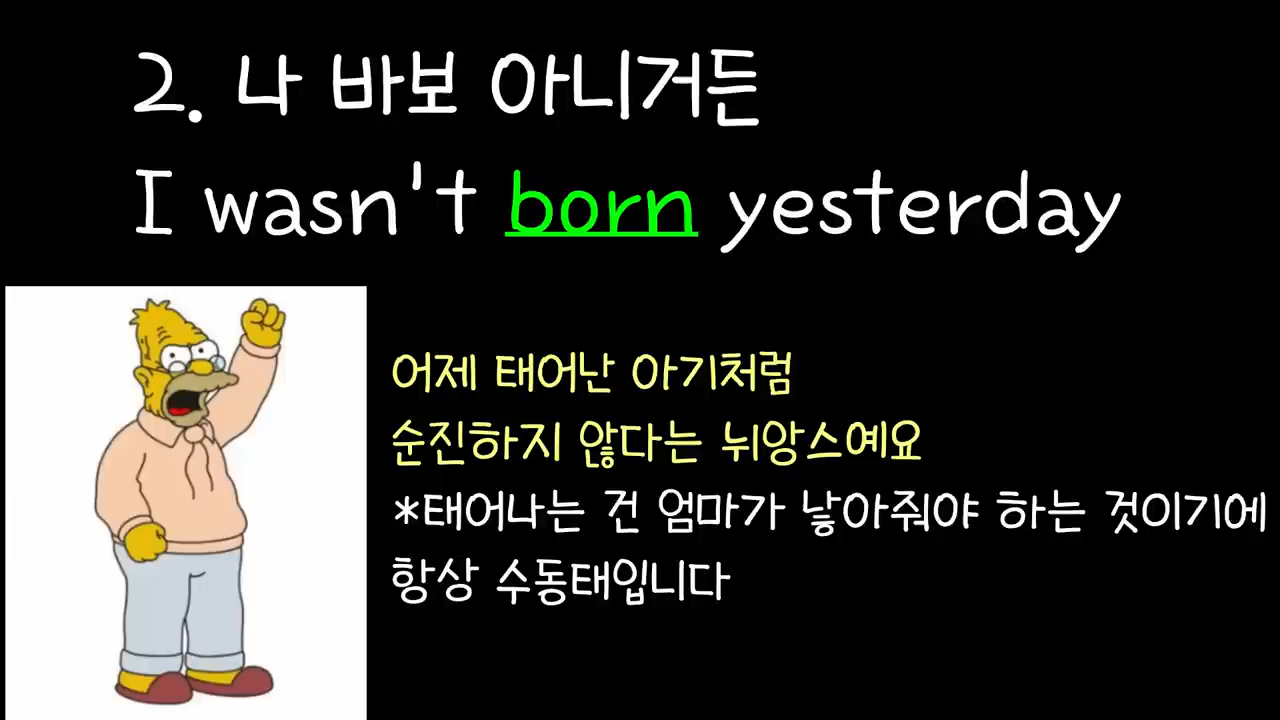 2. 나 바보 아니거든
I wasn't born yesterday
어제 태어난 아기처럼
순진하지 않다는 뉘앙스예요
*태어나는 건 엄마가 낳아줘야 하는 것이기에
항상 수동태입니다